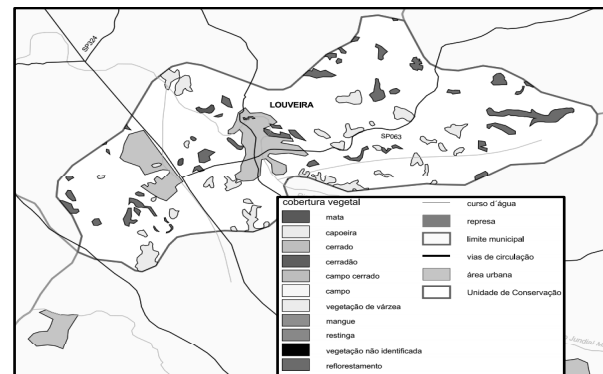 SP324
LOUVEIRA
SP063
cobertura vegetal
mata
capoeira
cerrado
cerradão
campo cerrado
campo
vegetação de várzea
mangue
restinga
vegetação não identificada
reflorestamento
curso d´água
represa
limite municipal
vias de circulação
área urbana
Unidade de Conservação
Jundiaí